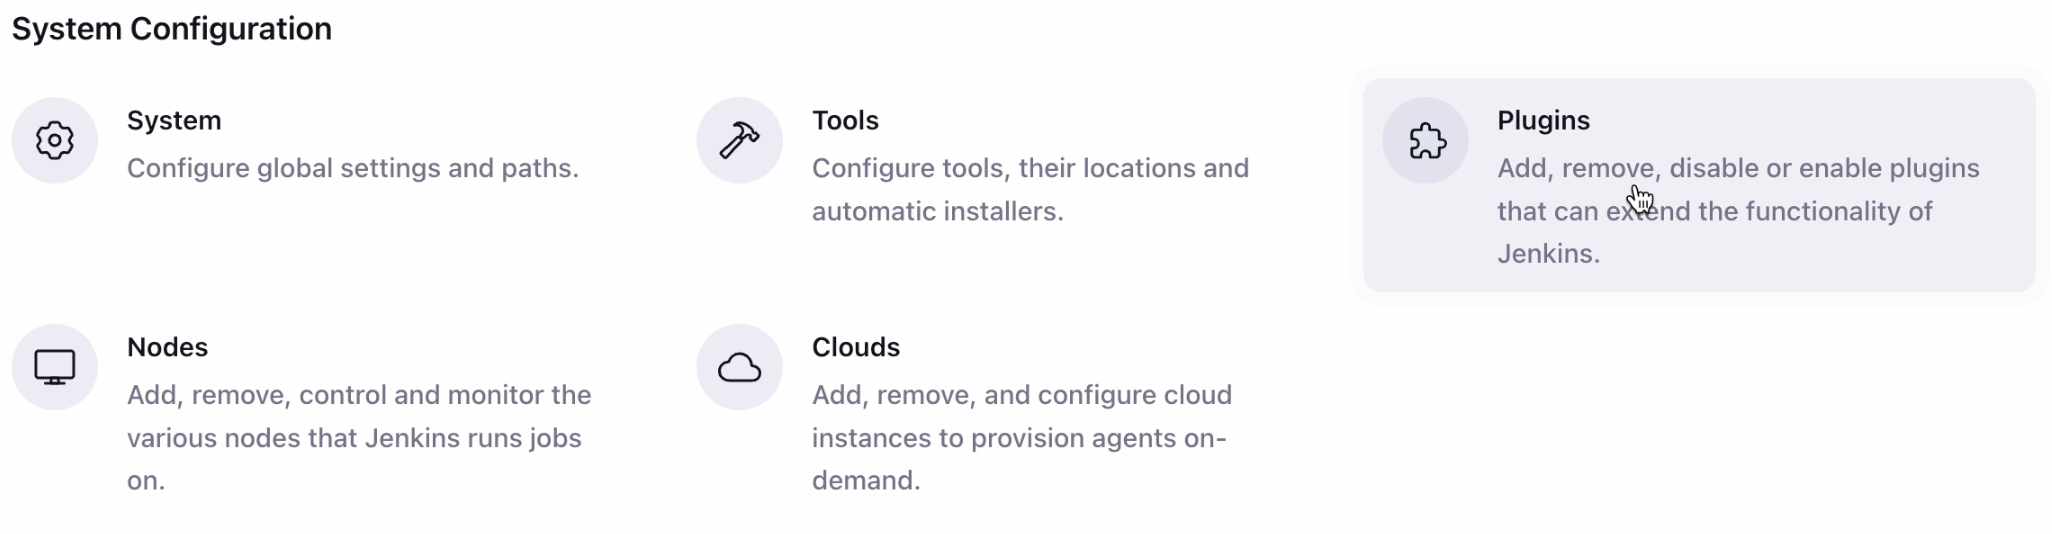 System Configuration
System
Configure global settings and paths.
Tools
Configure tools, their locations and
automatic installers.
Plugins
Add, remove, disable or enable plugins
that can extend the functionality of
Jenkins.
Nodes
Add, remove, control and monitor the
various nodes that Jenkins runs jobs
on.
Clouds
Add, remove, and configure cloud
instances to provision agents on-
demand.